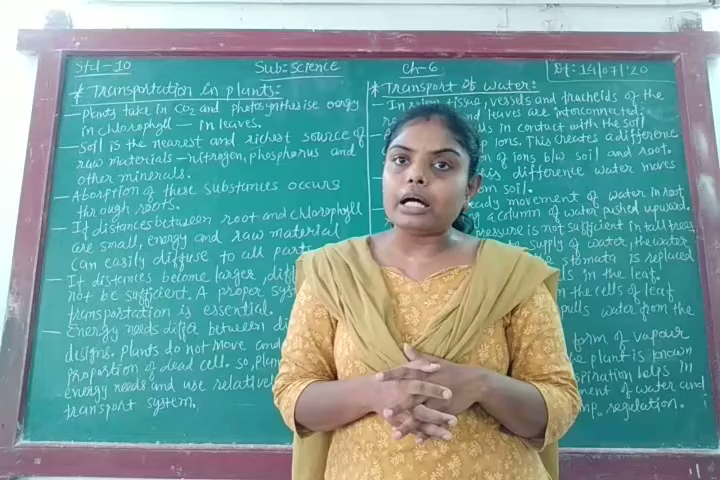 Std-10 Sub: science Ch-6 Dt: 14/07/'20
* Transportation in plants:
— Plants take in CO2 and photosynthesise energy
in chlorophyll — in leaves.
— Soil is the nearest and richest source of
raw materials - nitrogen, phosphorus and
other minerals.
— Absorption of these substances occurs
through roots.
— If distances between root and chlorophyll
are small, energy and raw material
can easily diffuse to all parts
— If distances become larger,
not be sufficient. A proper
transportation is essential.
— Energy needs differ between
designs. Plants do not move and
proportion of dead cell. so,
energy needs and use relatively
transport system.
* Transport of water:
— In xylem tissue, vessels and tracheids of the
and leaves are interconnected.
in contact with the soil
ions. This creates a difference
of ions b/w soil and root.
difference water moves
soil.
movement of water in root
a column of water pushed upward.
pressure is not sufficient in tall trees.
supply of water, the water
stomata is replaced
in the leaf.
the cells of leaf
pulls water from the
form of vapour
plant is known
helps in
of water and
regulation.